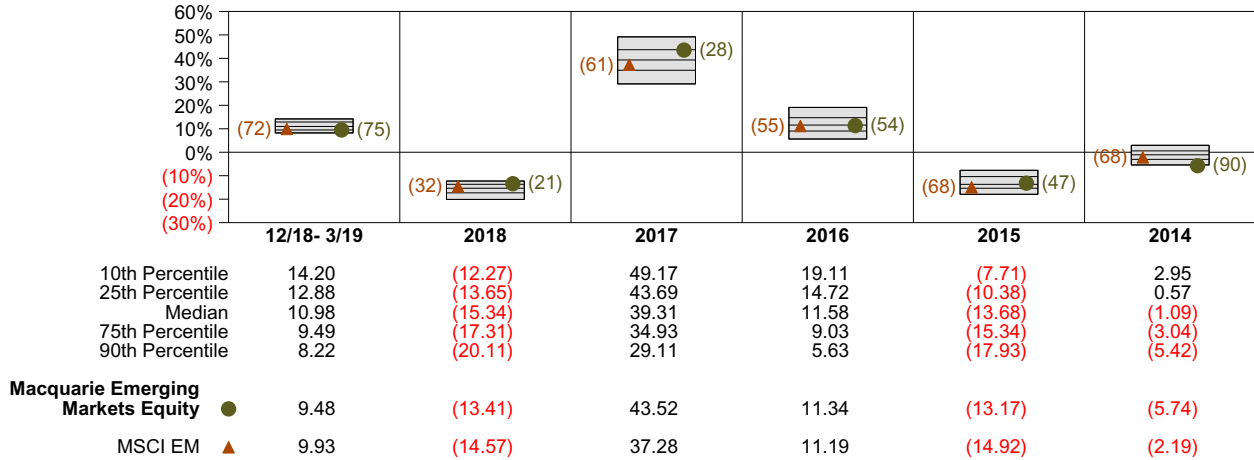 60%
50%
40%
30%
20%
10%
0%
(10%)
(20%)
(30%)
(72) (75)
(32) (21)
(61) (28)
(55) (54)
(68) (47)
(68) (90)
12/18- 3/19 2018 2017 2016 2015 2014
10th Percentile 14.20 (12.27) 49.17 19.11 (7.71) 2.95
25th Percentile 12.88 (13.65) 43.69 14.72 (10.38) 0.57
Median 10.98 (15.34) 39.31 11.58 (13.68) (1.09)
75th Percentile 9.49 (17.31) 34.93 9.03 (15.34) (3.04)
90th Percentile 8.22 (20.11) 29.11 5.63 (17.93) (5.42)
Macquarie Emerging
Markets Equity 9.48 (13.41) 43.52 11.34 (13.17) (5.74)
MSCI EM 9.93 (14.57) 37.28 11.19 (14.92) (2.19)